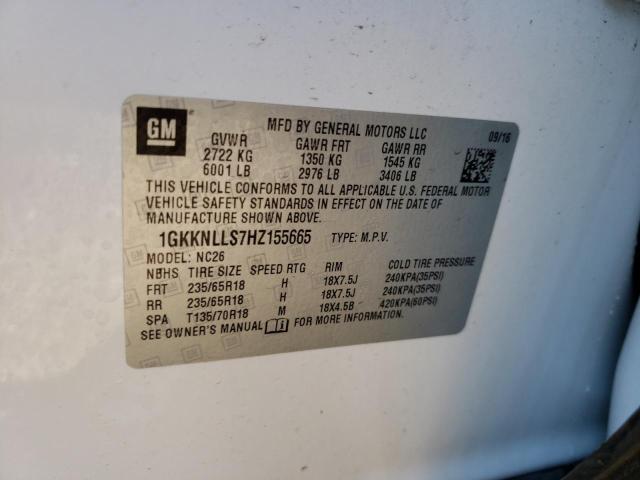 GM
MFD BY GENERAL MOTORS LLC 09/16
GVWR GAWR FRT GAWR RR
2722 KG 1350 KG 1545 KG
6001 LB 2976 LB 3406 LB
THIS VEHICLE CONFORMS TO ALL APPLICABLE U.S. FEDERAL MOTOR
VEHICLE SAFETY STANDARDS IN EFFECT ON THE DATE OF
MANUFACTURE SHOWN ABOVE.
1GKKNLLS7HZ155665 TYPE: M.P.V.
MODEL: NC26
NBHS TIRE SIZE SPEED RTG RIM COLD TIRE PRESSURE
FRT 235/65R18 H 18X7.5J 240KPA(35PSI)
RR 235/65R18 H 18X7.5J 240KPA(35PSI)
SPA T135/70R18 M 18X4.5B 420KPA(60PSI)
SEE OWNER'S MANUAL FOR MORE INFORMATION.